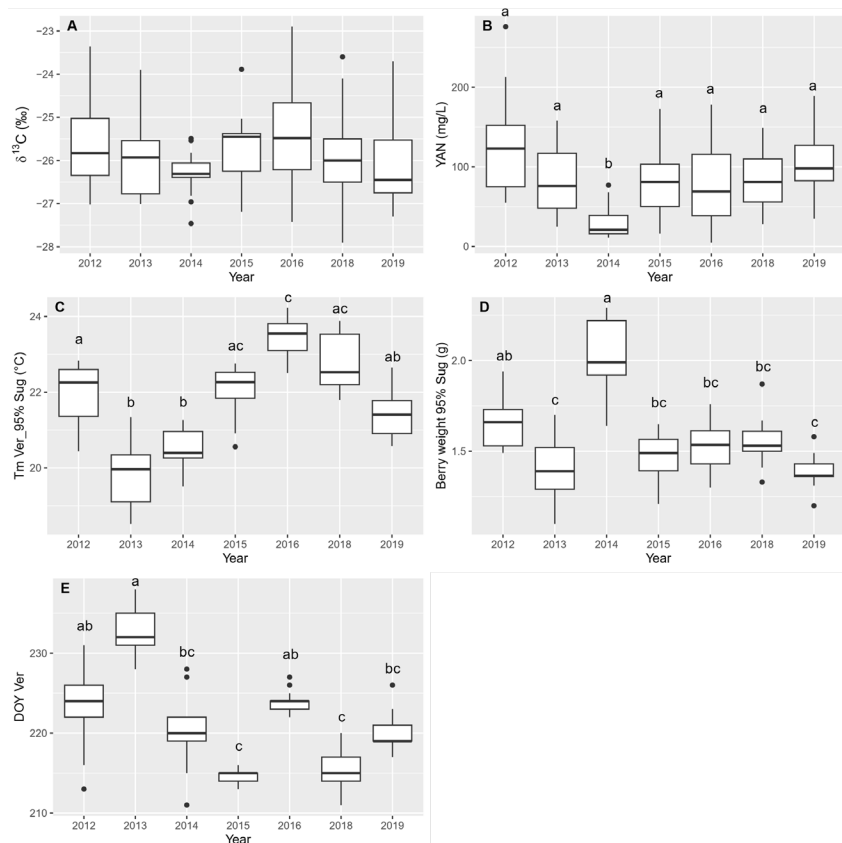 A
−23
−24
−25
−26
−27
−28
δ¹³C (‰)
2012 2013 2014 2015 2016 2018 2019
Year
B
a a b a a a a
200
100
0
YAN (mg/L)
2012 2013 2014 2015 2016 2018 2019
Year
C
a b b ac c ac ab
24
22
20
Tm Ver_95% Sug (°C)
2012 2013 2014 2015 2016 2018 2019
Year
D
ab c a bc bc bc c
2.0
1.5
Berry weight 95% Sug (g)
2012 2013 2014 2015 2016 2018 2019
Year
E
ab a bc c ab c bc
230
220
210
DOY Ver
2012 2013 2014 2015 2016 2018 2019
Year